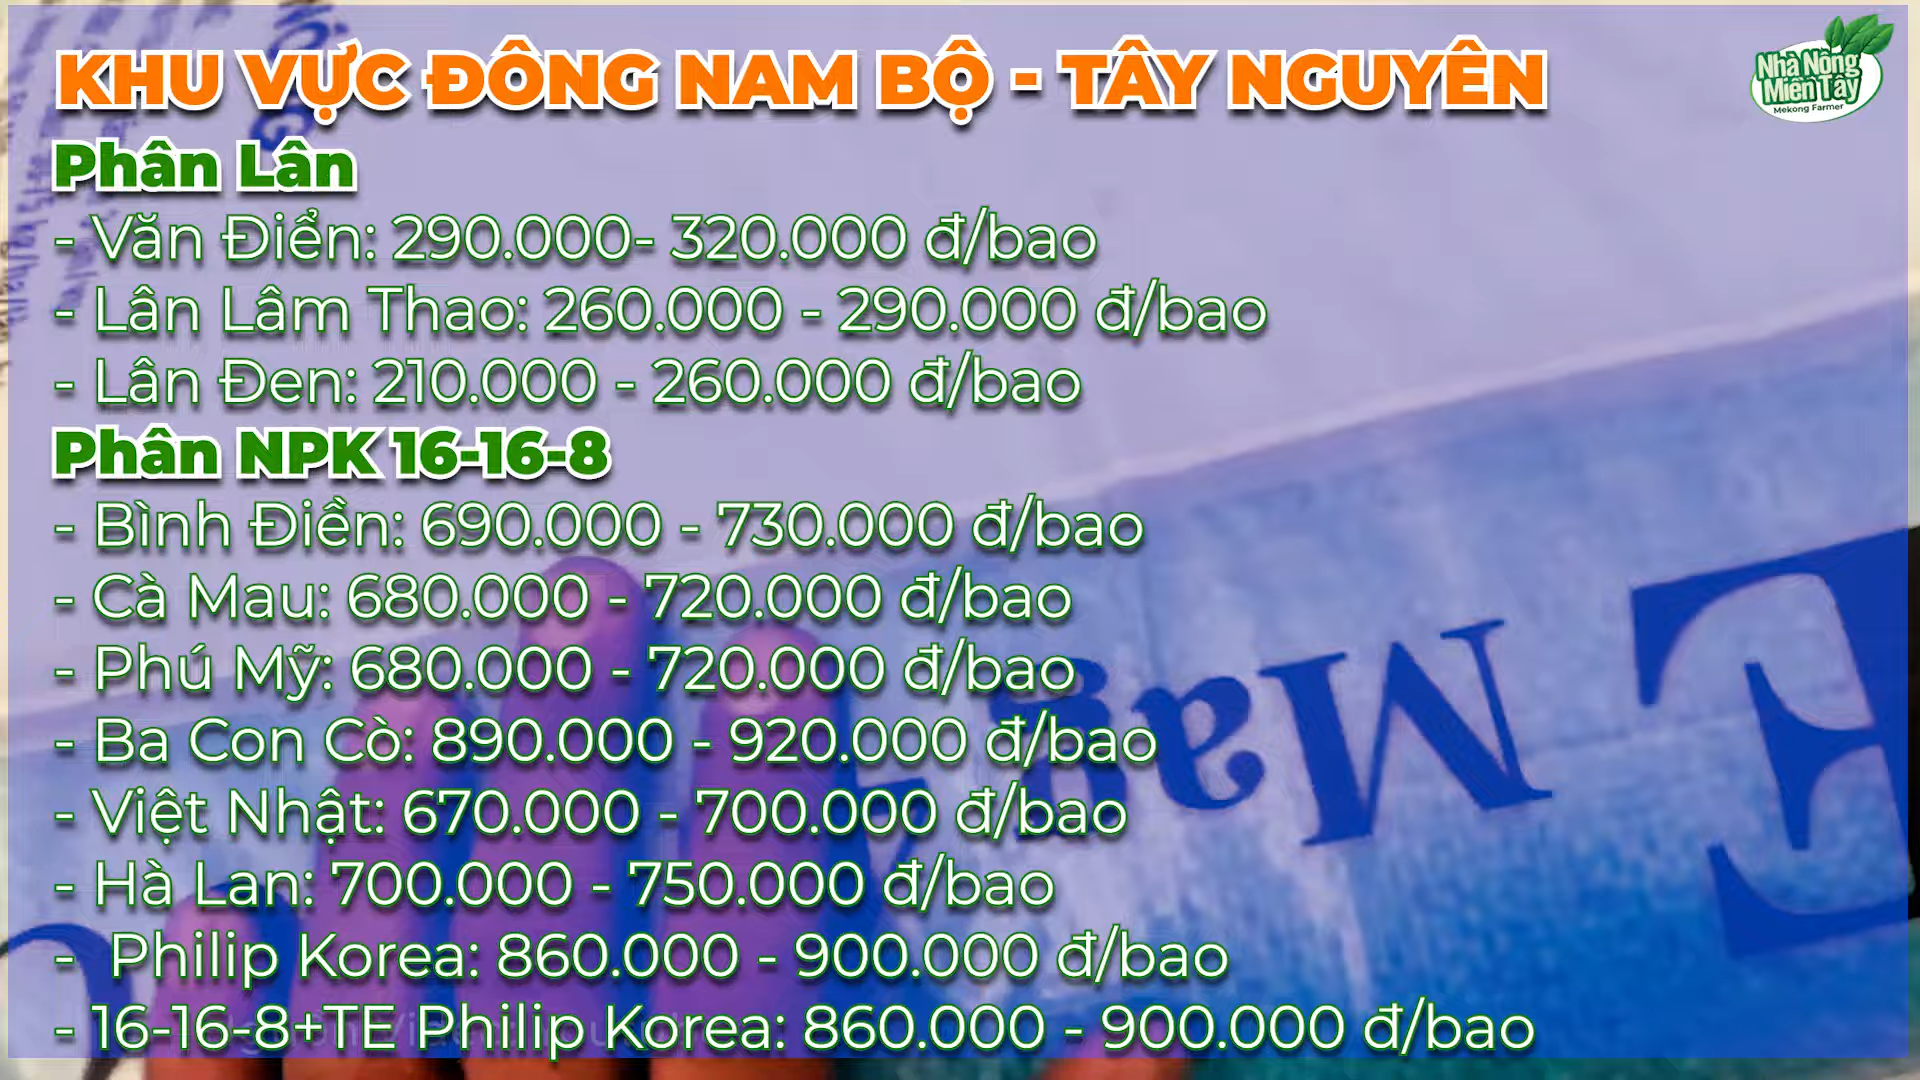 KHU VỰC ĐÔNG NAM BỘ - TÂY NGUYÊN
Nhà Nông
Miền Tây
Mekong Farmer
Phân Lân
- Văn Điển: 290.000- 320.000 đ/bao
- Lân Lâm Thao: 260.000 - 290.000 đ/bao
- Lân Đen: 210.000 - 260.000 đ/bao
Phân NPK 16-16-8
- Bình Điền: 690.000 - 730.000 đ/bao
- Cà Mau: 680.000 - 720.000 đ/bao
- Phú Mỹ: 680.000 - 720.000 đ/bao
- Ba Con Cò: 890.000 - 920.000 đ/bao
- Việt Nhật: 670.000 - 700.000 đ/bao
- Hà Lan: 700.000 - 750.000 đ/bao
- Philip Korea: 860.000 - 900.000 đ/bao
- 16-16-8+TE Philip Korea: 860.000 - 900.000 đ/bao
Mag